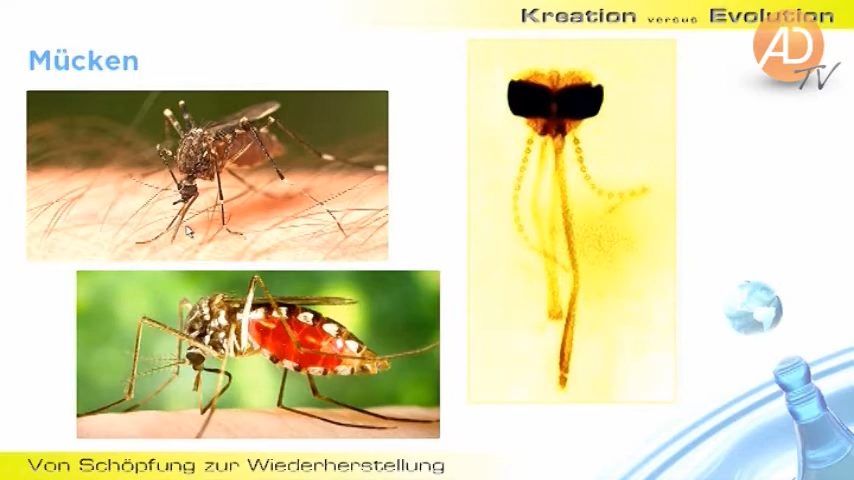 Kreation versus Evolution
AD
TV
Mücken
Von Schöpfung zur Wiederherstellung